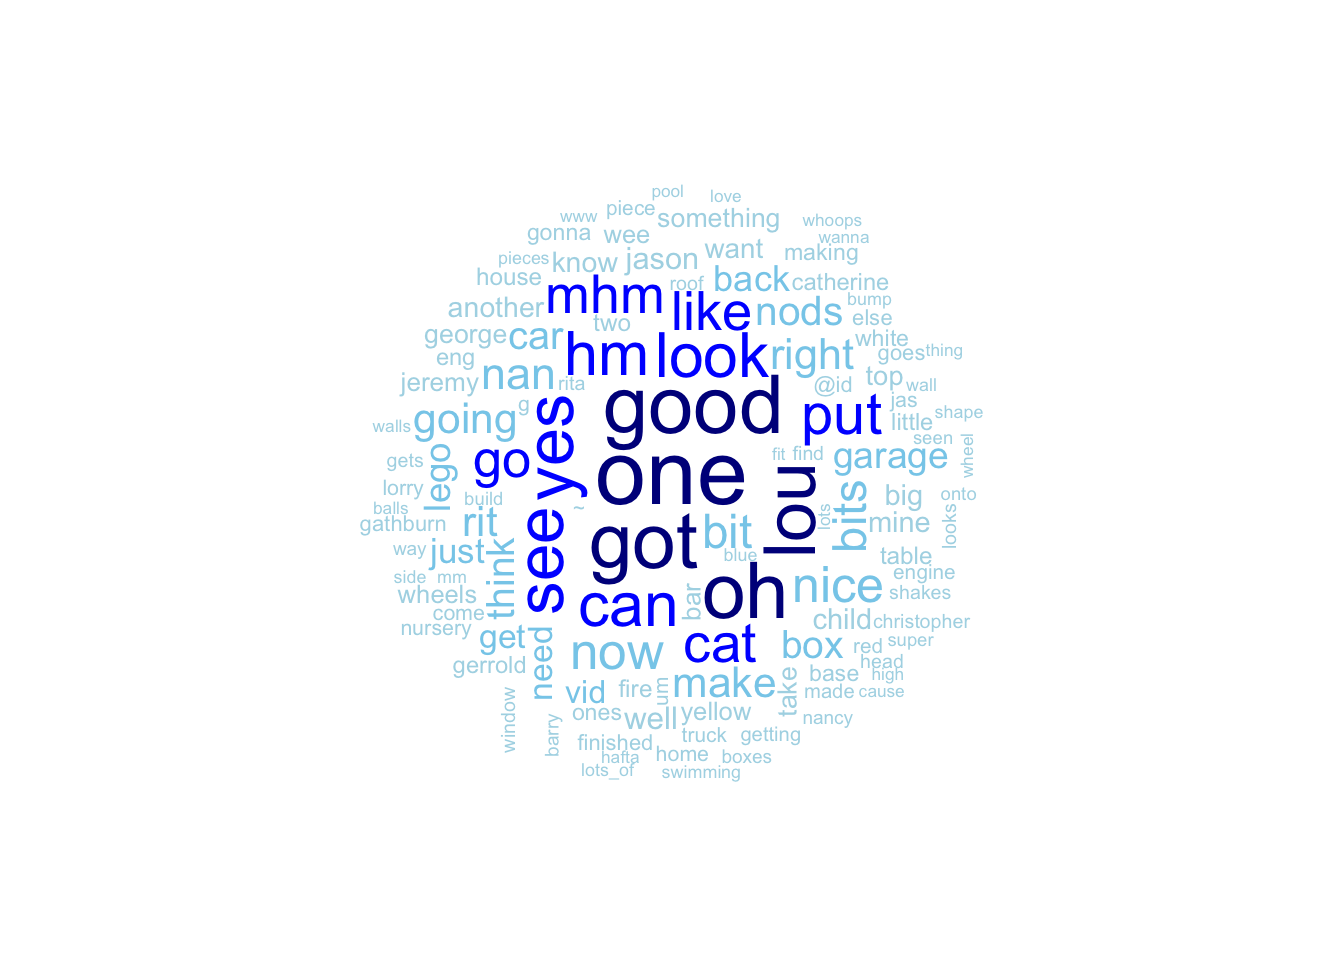 pool love
www piece something whoops
gonna wee want wanna
pieces know jason making
house roof back catherine
another mhm like nods bump
george car two else
eng hm look right white
jeremy nan rita @id top goes thing
going g good put jas wall
walls yes little shape
gets lego go one fit find garage seen wheel
lorry build lou lots bits big onto
balls ~ got bit mine looks
gathburn rit see blue table
way just think oh engine
side mm can bar nice shakes
wheels child christopher
come nursery get need now cat box red super
gerrold vid fire um make take base head high
window ones well yellow made cause
barry finished truck getting nancy
hafta home boxes
lots_of swimming